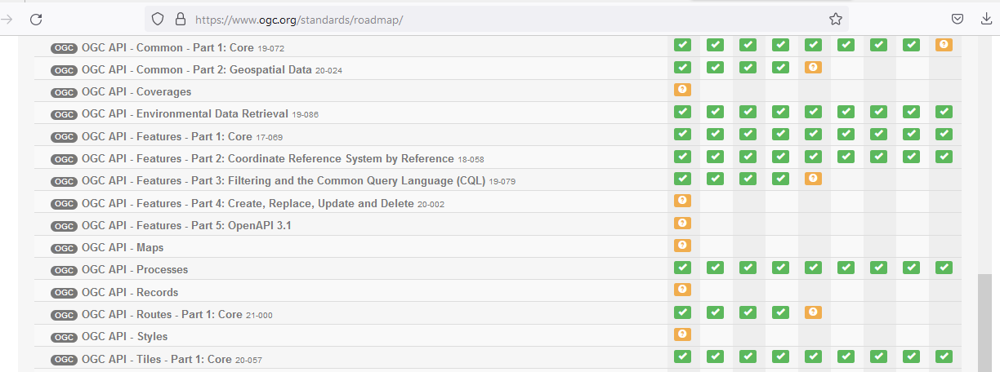 https://www.ogc.org/standards/roadmap/
OGC OGC API - Common - Part 1: Core 19-072
OGC OGC API - Common - Part 2: Geospatial Data 20-024
OGC OGC API - Coverages
OGC OGC API - Environmental Data Retrieval 19-086
OGC OGC API - Features - Part 1: Core 17-069
OGC OGC API - Features - Part 2: Coordinate Reference System by Reference 18-058
OGC OGC API - Features - Part 3: Filtering and the Common Query Language (CQL) 19-079
OGC OGC API - Features - Part 4: Create, Replace, Update and Delete 20-002
OGC OGC API - Features - Part 5: OpenAPI 3.1
OGC OGC API - Maps
OGC OGC API - Processes
OGC OGC API - Records
OGC OGC API - Routes - Part 1: Core 21-000
OGC OGC API - Styles
OGC OGC API - Tiles - Part 1: Core 20-057